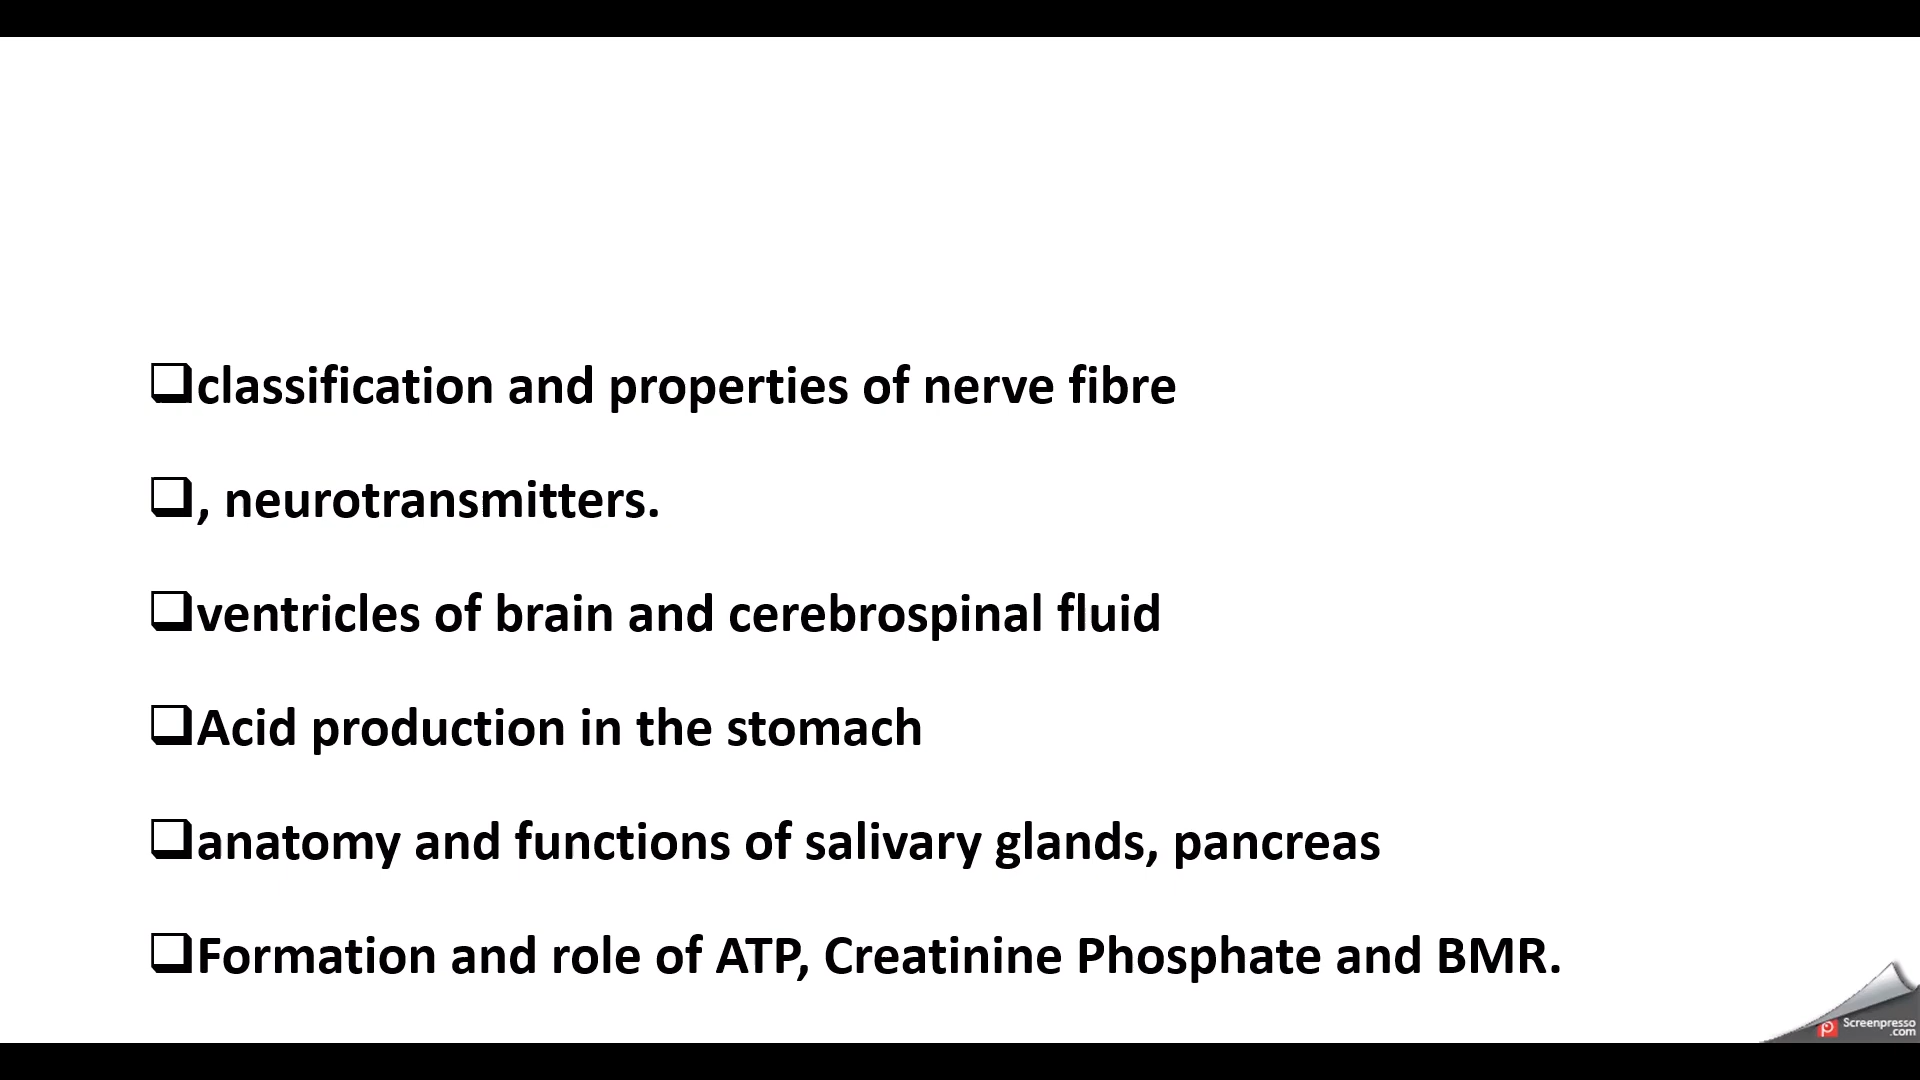 ❑classification and properties of nerve fibre
❑, neurotransmitters.
❑ventricles of brain and cerebrospinal fluid
❑Acid production in the stomach
❑anatomy and functions of salivary glands, pancreas
❑Formation and role of ATP, Creatinine Phosphate and BMR.
Screenpresso
.com